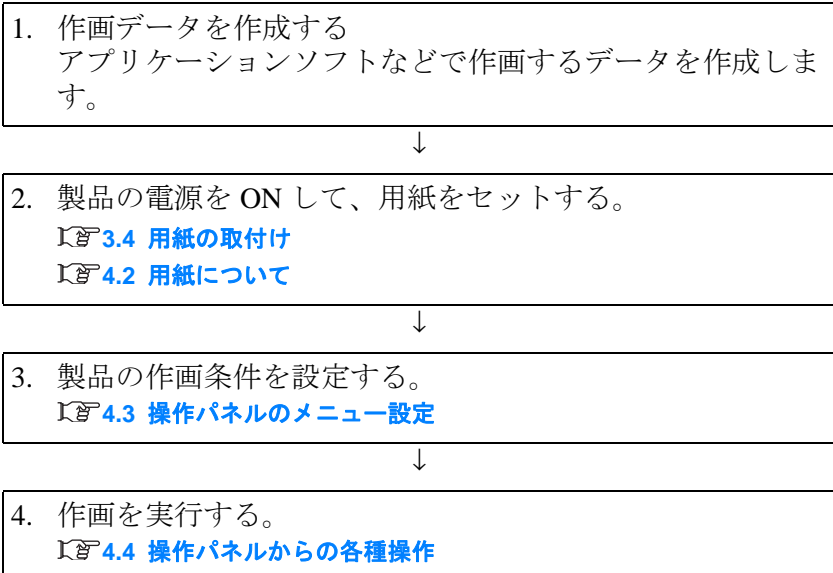 1. 作画データを作成する
アプリケーションソフトなどで作画するデータを作成しま
す。
↓
2. 製品の電源を ON して、用紙をセットする。
3.4 用紙の取付け
4.2 用紙について
↓
3. 製品の作画条件を設定する。
4.3 操作パネルのメニュー設定
↓
4. 作画を実行する。
4.4 操作パネルからの各種操作